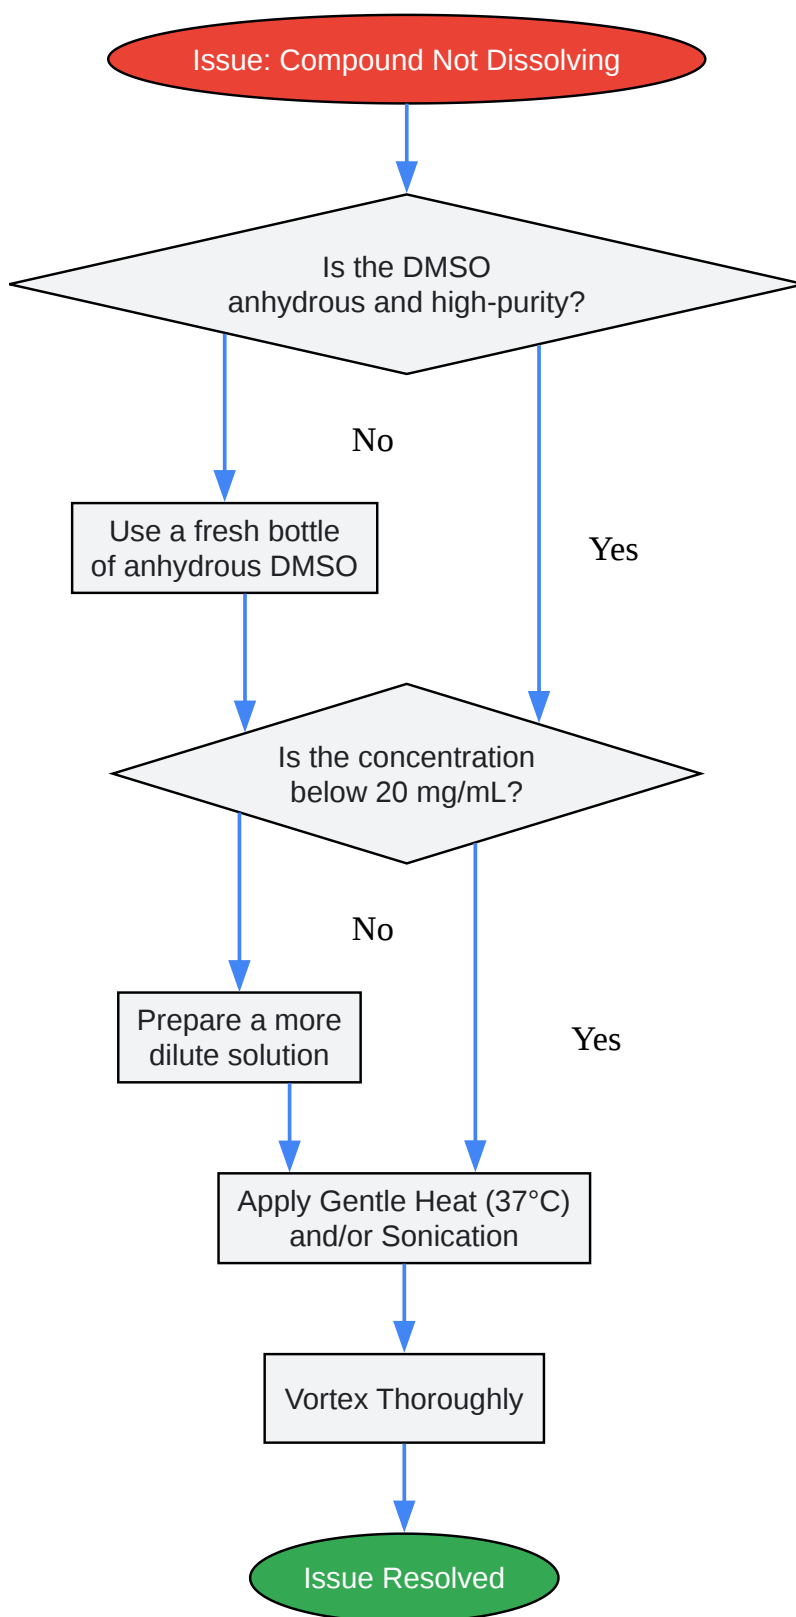 Issue: Compound Not Dissolving
Is the DMSO
anhydrous and high-purity?
No
Use a fresh bottle
of anhydrous DMSO
Yes
Is the concentration
below 20 mg/mL?
No
Prepare a more
dilute solution
Yes
Apply Gentle Heat (37°C)
and/or Sonication
Vortex Thoroughly
Issue Resolved